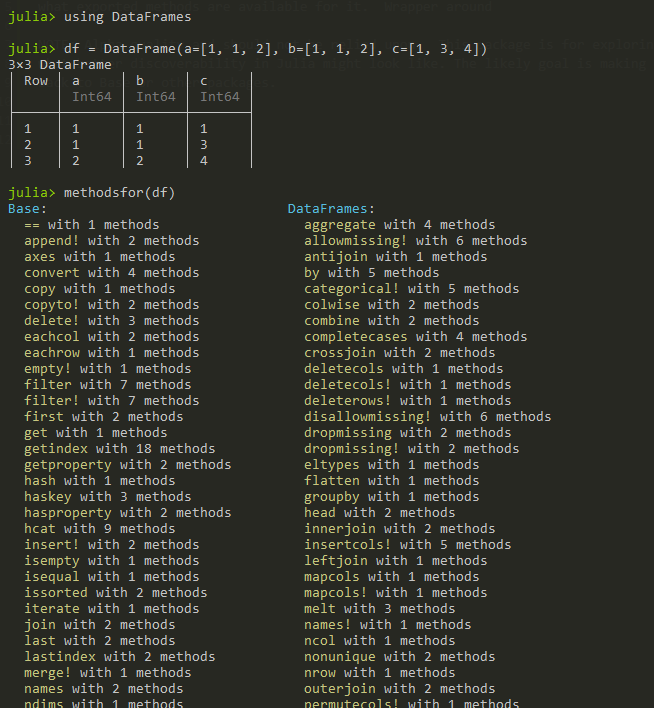 julia> using DataFrames
julia> df = DataFrame(a=[1, 1, 2], b=[1, 1, 2], c=[1, 3, 4])
3×3 DataFrame
│ Row │ a │ b │ c │
│ │ Int64 │ Int64 │ Int64 │
│ 1 │ 1 │ 1 │ 1 │
│ 2 │ 1 │ 1 │ 3 │
│ 3 │ 2 │ 2 │ 4 │
julia> methodsfor(df)
Base: DataFrames:
== with 1 methods aggregate with 4 methods
append! with 2 methods allowmissing! with 6 methods
axes with 1 methods antijoin with 1 methods
convert with 4 methods by with 5 methods
copy with 1 methods categorical! with 5 methods
copyto! with 2 methods colwise with 2 methods
delete! with 3 methods combine with 2 methods
eachcol with 2 methods completecases with 4 methods
eachrow with 1 methods crossjoin with 2 methods
empty! with 1 methods deletecols with 1 methods
filter with 7 methods deletecols! with 1 methods
filter! with 7 methods deleterows! with 1 methods
first with 2 methods disallowmissing! with 6 methods
get with 1 methods dropmissing with 2 methods
getindex with 18 methods dropmissing! with 2 methods
getproperty with 2 methods eltypes with 1 methods
hash with 1 methods flatten with 1 methods
haskey with 3 methods groupby with 1 methods
hasproperty with 2 methods head with 2 methods
hcat with 9 methods innerjoin with 2 methods
insert! with 2 methods insertcols! with 5 methods
isempty with 1 methods leftjoin with 1 methods
isequal with 1 methods mapcols with 1 methods
issorted with 2 methods mapcols! with 1 methods
iterate with 1 methods melt with 3 methods
join with 2 methods names! with 1 methods
last with 2 methods ncol with 1 methods
lastindex with 2 methods nonunique with 2 methods
merge! with 1 methods nrow with 1 methods
names with 2 methods outerjoin with 2 methods
ndims with 1 methods permutecols! with 1 methods